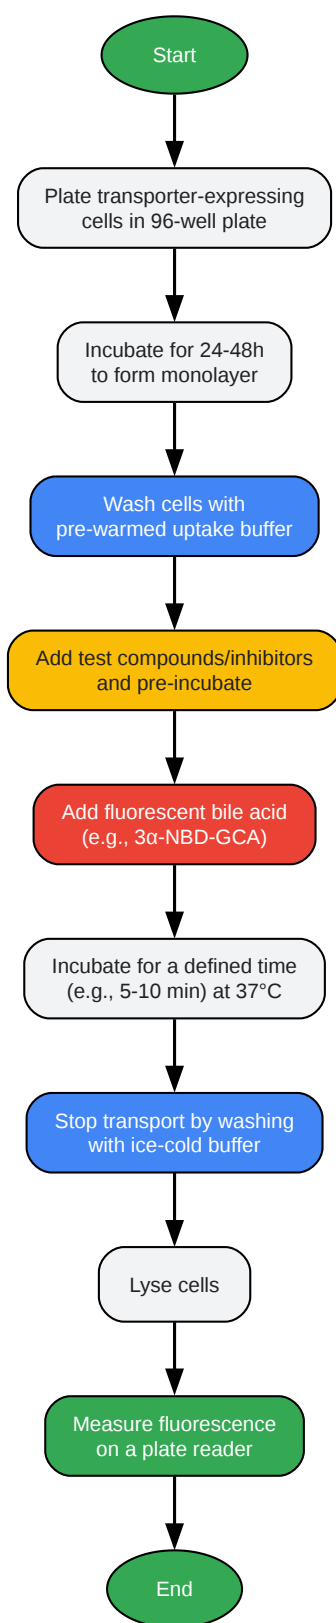 Start
Plate transporter-expressing
cells in 96-well plate
Incubate for 24-48h
to form monolayer
Wash cells with
pre-warmed uptake buffer
Add test compounds/inhibitors
and pre-incubate
Add fluorescent bile acid
(e.g., 3α-NBD-GCA)
Incubate for a defined time
(e.g., 5-10 min) at 37°C
Stop transport by washing
with ice-cold buffer
Lyse cells
Measure fluorescence
on a plate reader
End